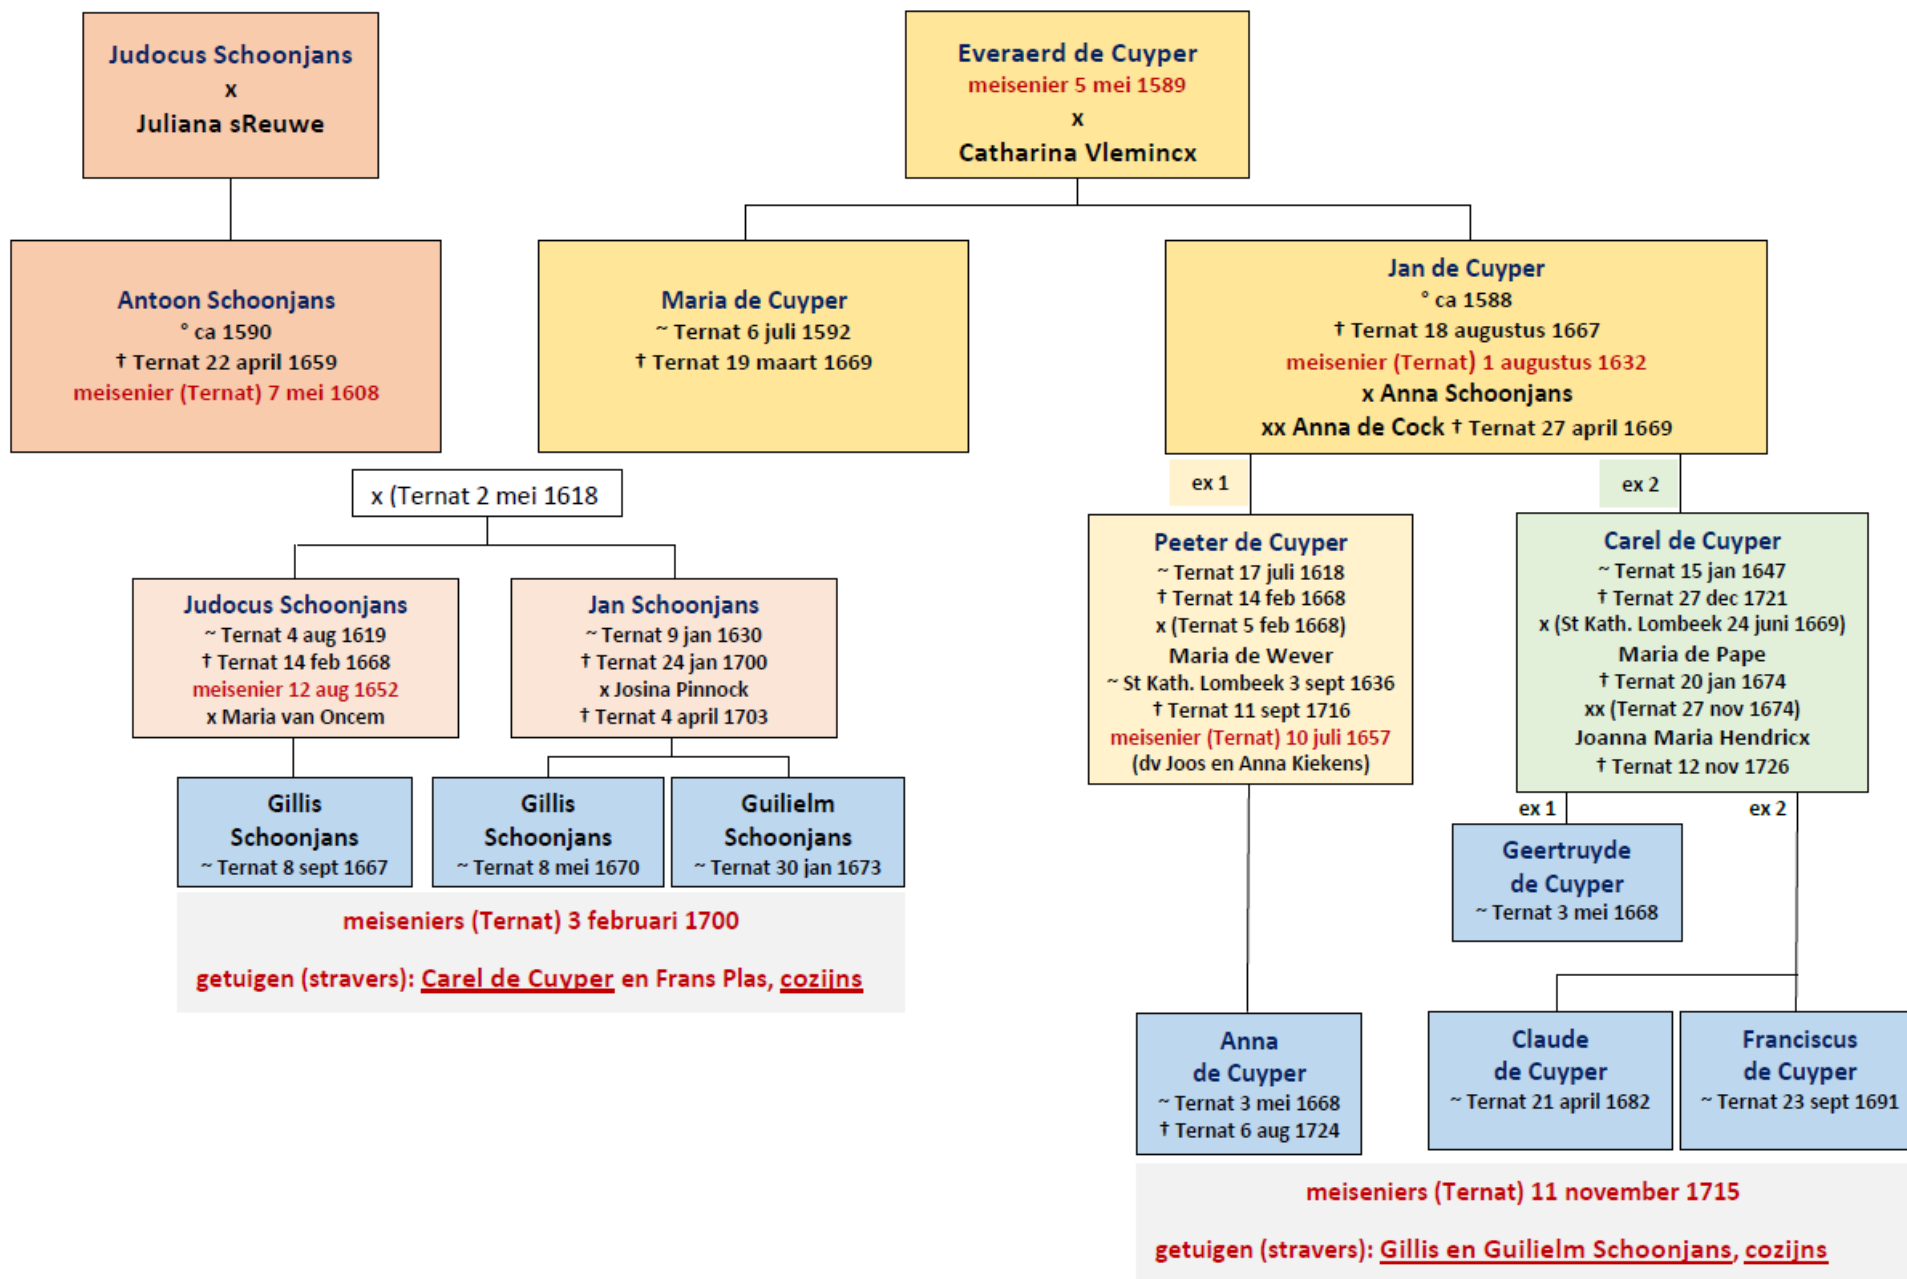 Judocus Schoonjans
x
Juliana sReuwe
Everaerd de Cuyper
meisenier 5 mei 1589
x
Catharina Vlemincx
Antoon Schoonjans
° ca 1590
† Ternat 22 april 1659
meisenier (Ternat) 7 mei 1608
Maria de Cuyper
~ Ternat 6 juli 1592
† Ternat 19 maart 1669
Jan de Cuyper
° ca 1588
† Ternat 18 augustus 1667
meisenier (Ternat) 1 augustus 1632
x Anna Schoonjans
xx Anna de Cock † Ternat 27 april 1669
x (Ternat 2 mei 1618
ex 1
ex 2
Judocus Schoonjans
~ Ternat 4 aug 1619
† Ternat 14 feb 1668
meisenier 12 aug 1652
x Maria van Oncem
Jan Schoonjans
~ Ternat 9 jan 1630
† Ternat 24 jan 1700
x Josina Pinnock
† Ternat 4 april 1703
Peeter de Cuyper
~ Ternat 17 juli 1618
† Ternat 14 feb 1668
x (Ternat 5 feb 1668)
Maria de Wever
~ St Kath. Lombeek 3 sept 1636
† Ternat 11 sept 1716
meisenier (Ternat) 10 juli 1657
(dv Joos en Anna Kiekens)
Carel de Cuyper
~ Ternat 15 jan 1647
† Ternat 27 dec 1721
x (St Kath. Lombeek 24 juni 1669)
Maria de Pape
† Ternat 20 jan 1674
xx (Ternat 27 nov 1674)
Joanna Maria Hendricx
† Ternat 12 nov 1726
ex 1
ex 2
Gillis
Schoonjans
~ Ternat 8 sept 1667
Gillis
Schoonjans
~ Ternat 8 mei 1670
Guilielm
Schoonjans
~ Ternat 30 jan 1673
meiseniers (Ternat) 3 februari 1700
getuigen (stravers): Carel de Cuyper en Frans Plas, cozijns
Geertruyde
de Cuyper
~ Ternat 3 mei 1668
Anna
de Cuyper
~ Ternat 3 mei 1668
† Ternat 6 aug 1724
Claude
de Cuyper
~ Ternat 21 april 1682
Franciscus
de Cuyper
~ Ternat 23 sept 1691
meiseniers (Ternat) 11 november 1715
getuigen (stravers): Gillis en Guilielm Schoonjans, cozijns